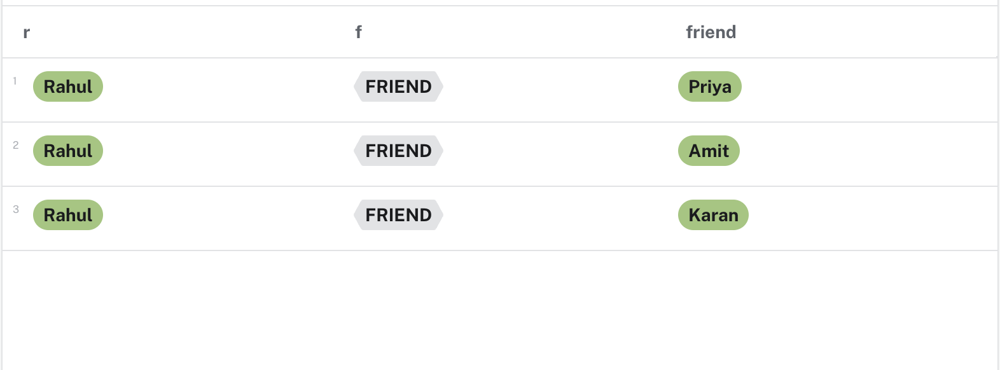 r f friend
1 Rahul FRIEND Priya
2 Rahul FRIEND Amit
3 Rahul FRIEND Karan